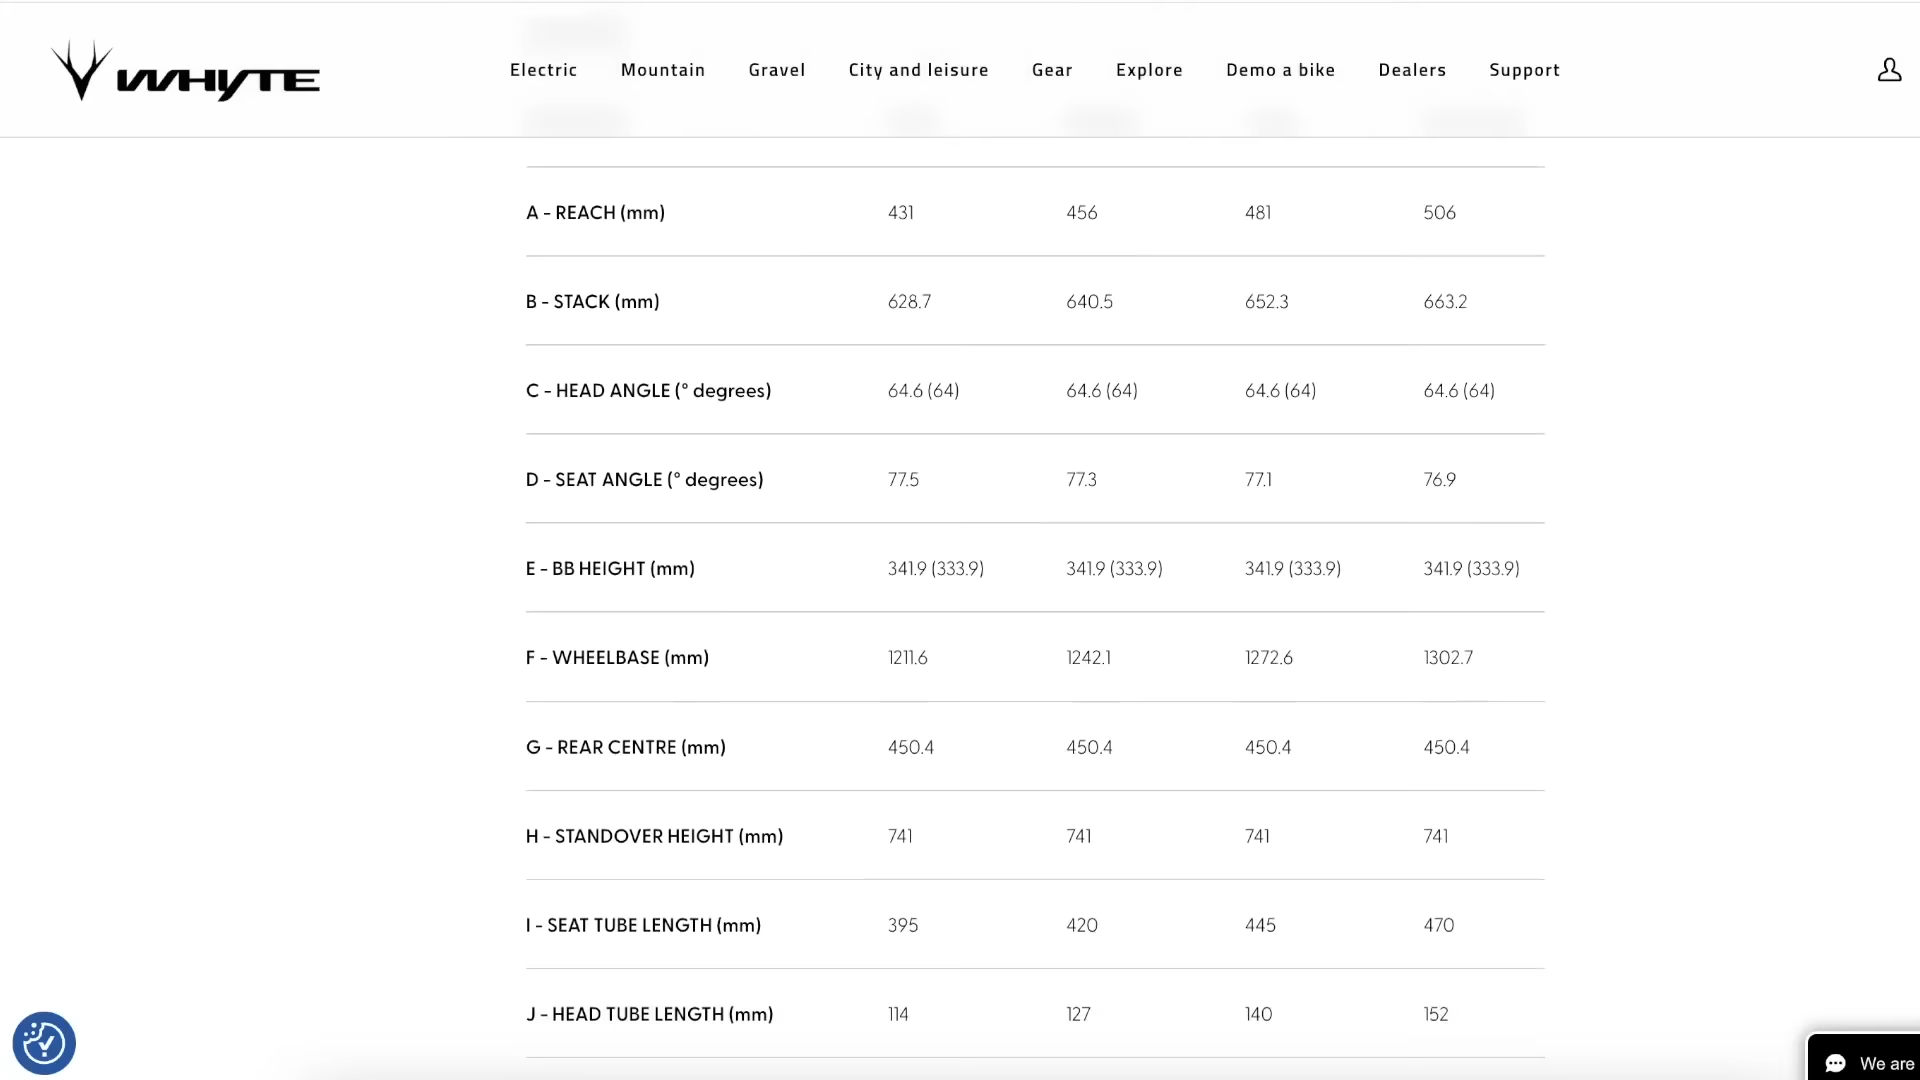 WHYTE
Electric Mountain Gravel City and leisure Gear Explore Demo a bike Dealers Support
A - REACH (mm) 431 456 481 506
B - STACK (mm) 628.7 640.5 652.3 663.2
C - HEAD ANGLE (° degrees) 64.6 (64) 64.6 (64) 64.6 (64) 64.6 (64)
D - SEAT ANGLE (° degrees) 77.5 77.3 77.1 76.9
E - BB HEIGHT (mm) 341.9 (333.9) 341.9 (333.9) 341.9 (333.9) 341.9 (333.9)
F - WHEELBASE (mm) 1211.6 1242.1 1272.6 1302.7
G - REAR CENTRE (mm) 450.4 450.4 450.4 450.4
H - STANDOVER HEIGHT (mm) 741 741 741 741
I - SEAT TUBE LENGTH (mm) 395 420 445 470
J - HEAD TUBE LENGTH (mm) 114 127 140 152
We are